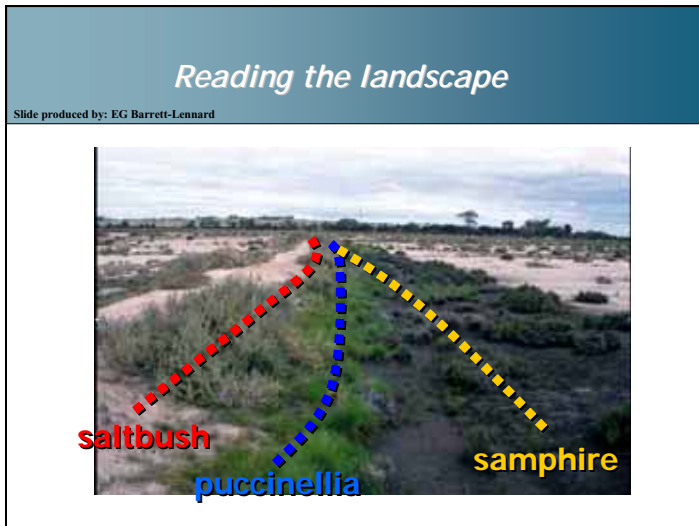 Reading the landscape
Slide produced by: EG Barrett-Lennard
saltbush
samphire
puccinellia